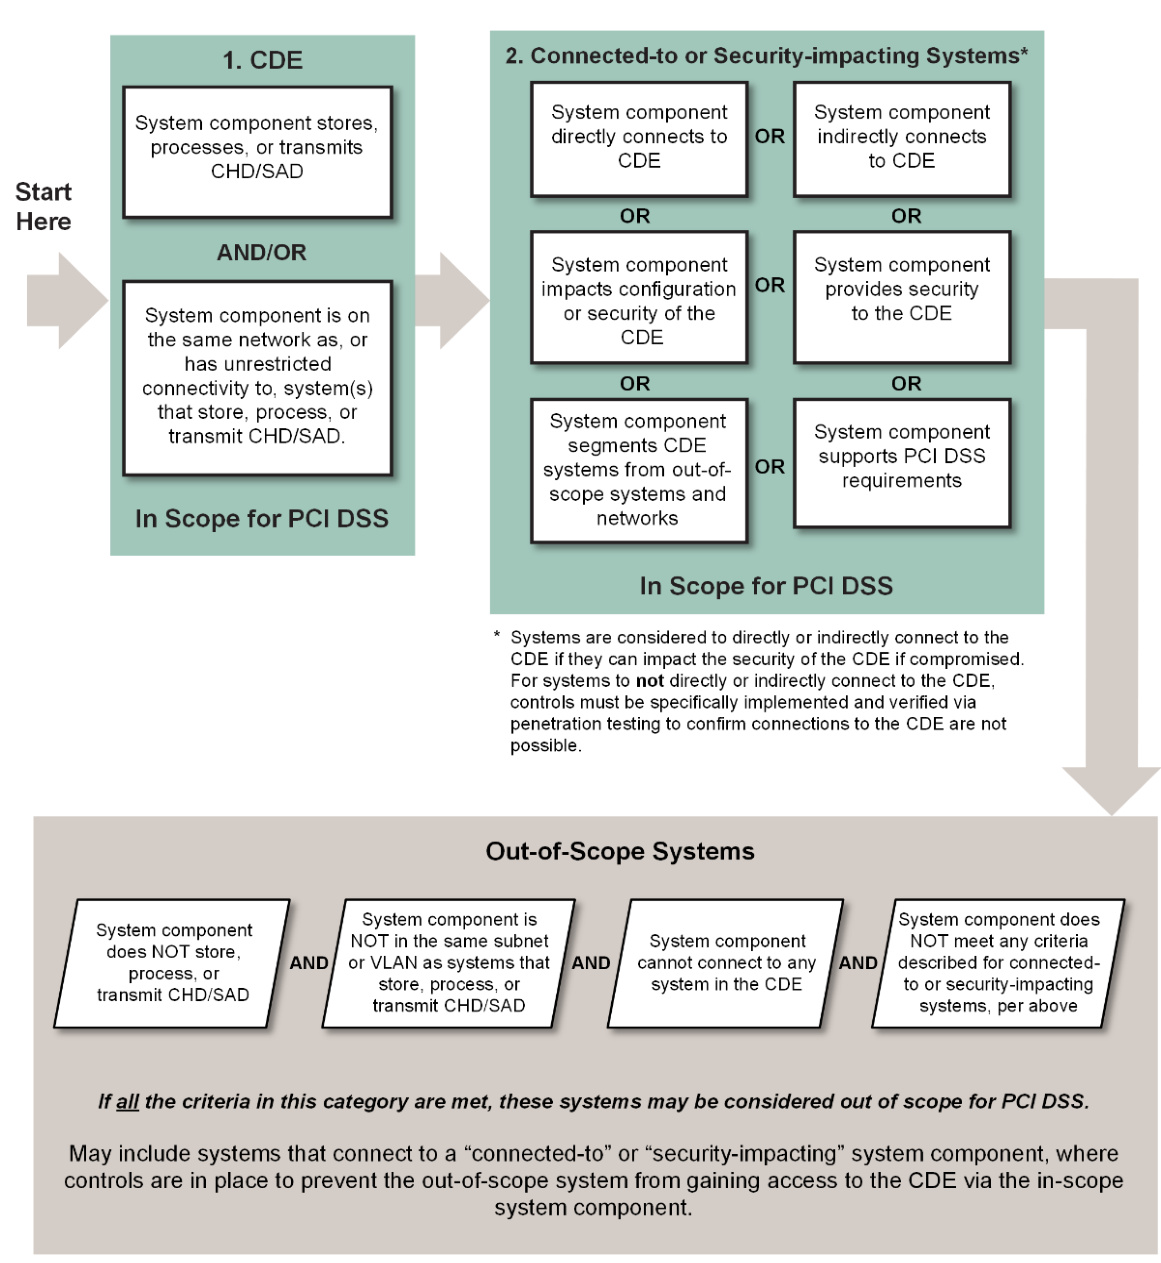 Start
Here
1. CDE
System component stores,
processes, or transmits
CHD/SAD
AND/OR
System component is on
the same network as, or
has unrestricted
connectivity to, system(s)
that store, process, or
transmit CHD/SAD.
In Scope for PCI DSS
2. Connected-to or Security-impacting Systems*
System component
directly connects to
CDE
OR
System component
indirectly connects
to CDE
OR
OR
System component
impacts configuration
or security of the
CDE
OR
System component
provides security
to the CDE
OR
OR
System component
segments CDE
systems from out-of-
scope systems and
networks
OR
System component
supports PCI DSS
requirements
In Scope for PCI DSS
* Systems are considered to directly or indirectly connect to the
CDE if they can impact the security of the CDE if compromised.
For systems to not directly or indirectly connect to the CDE,
controls must be specifically implemented and verified via
penetration testing to confirm connections to the CDE are not
possible.
Out-of-Scope Systems
System component
does NOT store,
process, or
transmit CHD/SAD
AND
System component is
NOT in the same subnet
or VLAN as systems that
store, process, or
transmit CHD/SAD
AND
System component
cannot connect to any
system in the CDE
AND
System component does
NOT meet any criteria
described for connected-
to or security-impacting
systems, per above
If all the criteria in this category are met, these systems may be considered out of scope for PCI DSS.
May include systems that connect to a “connected-to” or “security-impacting” system component, where
controls are in place to prevent the out-of-scope system from gaining access to the CDE via the in-scope
system component.